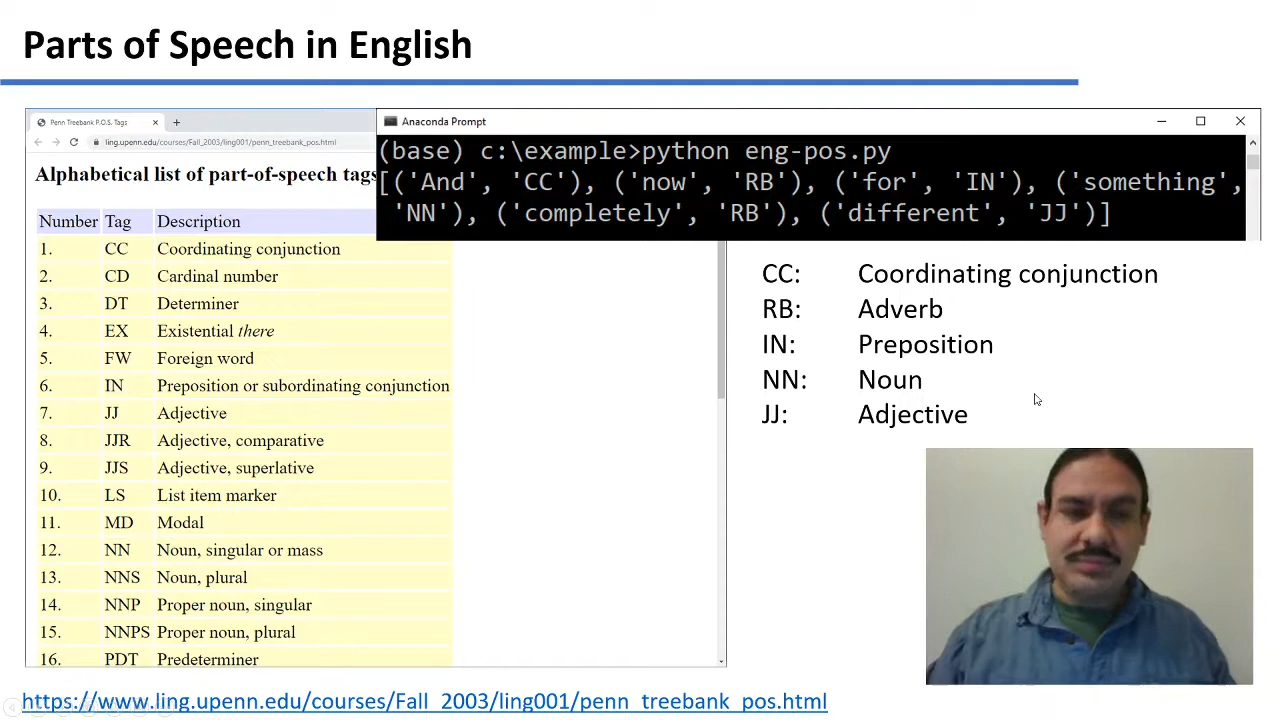 Parts of Speech in English
Penn Treebank P.O.S. Tags
ling.upenn.edu/courses/Fall_2003/ling001/penn_treebank_pos.html
Alphabetical list of part-of-speech tags
Number Tag Description
1. CC Coordinating conjunction
2. CD Cardinal number
3. DT Determiner
4. EX Existential there
5. FW Foreign word
6. IN Preposition or subordinating conjunction
7. JJ Adjective
8. JJR Adjective, comparative
9. JJS Adjective, superlative
10. LS List item marker
11. MD Modal
12. NN Noun, singular or mass
13. NNS Noun, plural
14. NNP Proper noun, singular
15. NNPS Proper noun, plural
16. PDT Predeterminer
Anaconda Prompt
(base) c:\example>python eng-pos.py
[('And', 'CC'), ('now', 'RB'), ('for', 'IN'), ('something',
'NN'), ('completely', 'RB'), ('different', 'JJ')]
CC: Coordinating conjunction
RB: Adverb
IN: Preposition
NN: Noun
JJ: Adjective
https://www.ling.upenn.edu/courses/Fall_2003/ling001/penn_treebank_pos.html